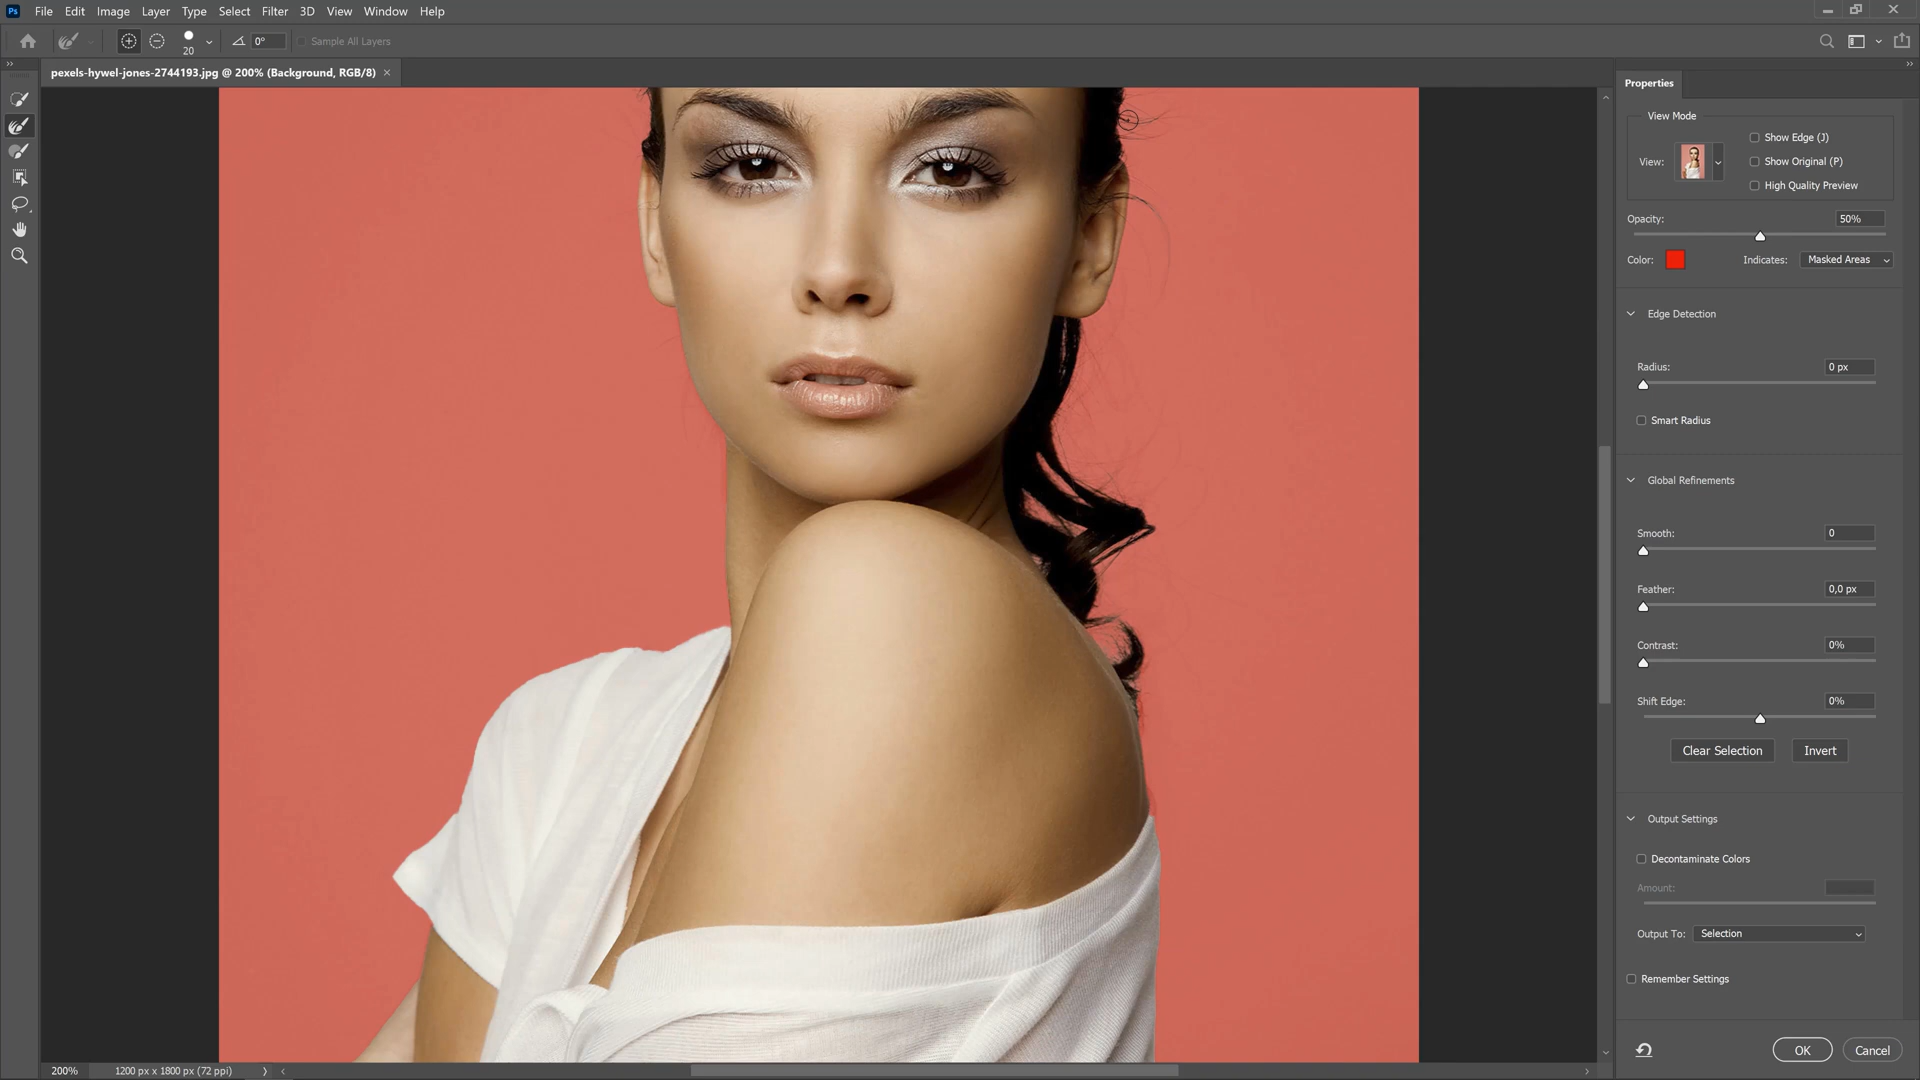 Ps File Edit Image Layer Type Select Filter 3D View Window Help
20 0° Sample All Layers
pexels-hywel-jones-2744193.jpg @ 200% (Background, RGB/8) ×
Properties
View Mode
View:
Show Edge (J)
Show Original (P)
High Quality Preview
Opacity: 50%
Color: Indicates: Masked Areas
Edge Detection
Radius: 0 px
Smart Radius
Global Refinements
Smooth: 0
Feather: 0,0 px
Contrast: 0%
Shift Edge: 0%
Clear Selection Invert
Output Settings
Decontaminate Colors
Amount:
Output To: Selection
Remember Settings
OK Cancel
200% 1200 px x 1800 px (72 ppi)